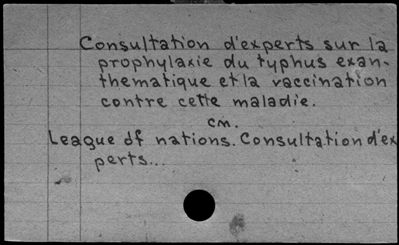 Consultation d'experts sur la
prophylaxie du typhus exan-
thematique et la vaccination
contre cette maladie.
cm.
League of nations. Consultation d'ex
perts...